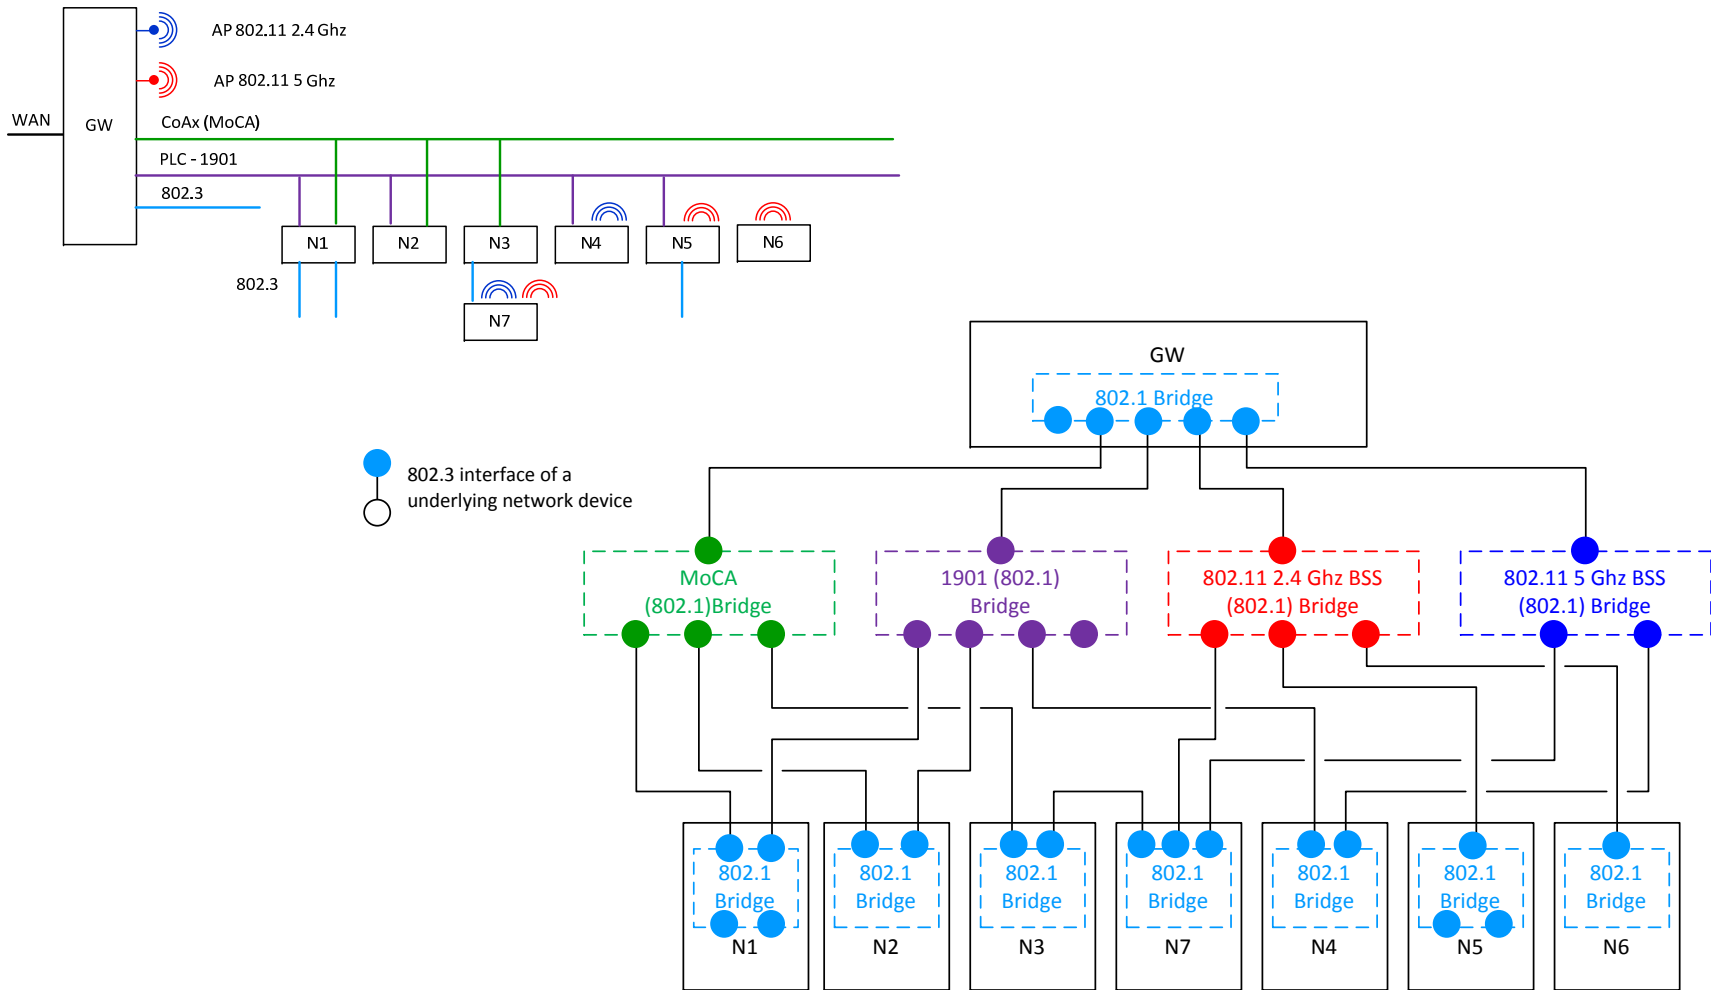 AP 802.11 2.4 Ghz
AP 802.11 5 Ghz
WAN
GW
CoAx (MoCA)
PLC - 1901
802.3
N1
N2
N3
N4
N5
N6
802.3
N7
GW
802.1 Bridge
802.3 interface of a
underlying network device
MoCA
(802.1)Bridge
1901 (802.1)
Bridge
802.11 2.4 Ghz BSS
(802.1) Bridge
802.11 5 Ghz BSS
(802.1) Bridge
802.1
Bridge
N1
802.1
Bridge
N2
802.1
Bridge
N3
802.1
Bridge
N7
802.1
Bridge
N4
802.1
Bridge
N5
802.1
Bridge
N6